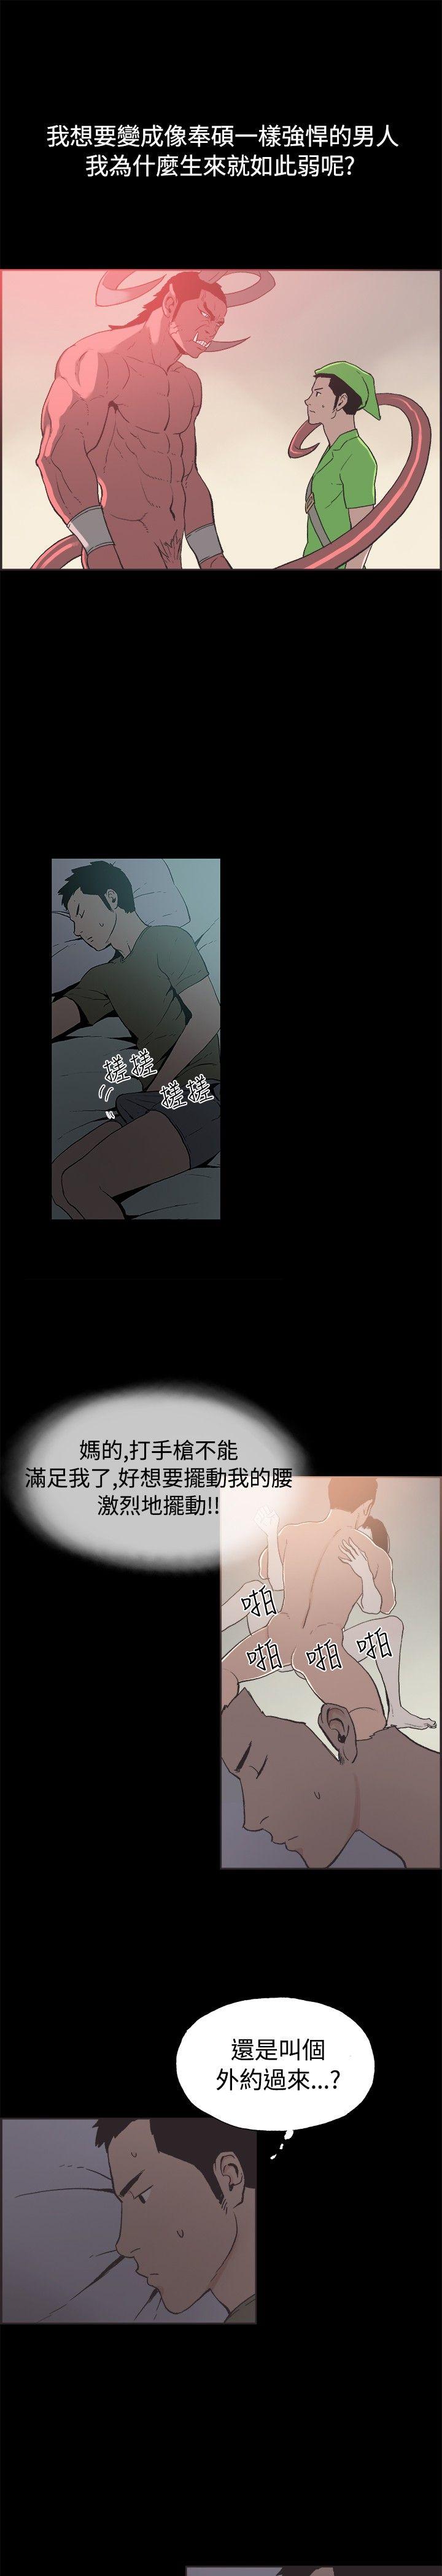 我想要變成像奉碩一樣強悍的男人
我為什麼生來就如此弱呢?
搓搓
搓搓
媽的,打手槍不能
滿足我了,好想要擺動我的腰
激烈地擺動!!
啪
啪
啪
啪
還是叫個
外約過來...?